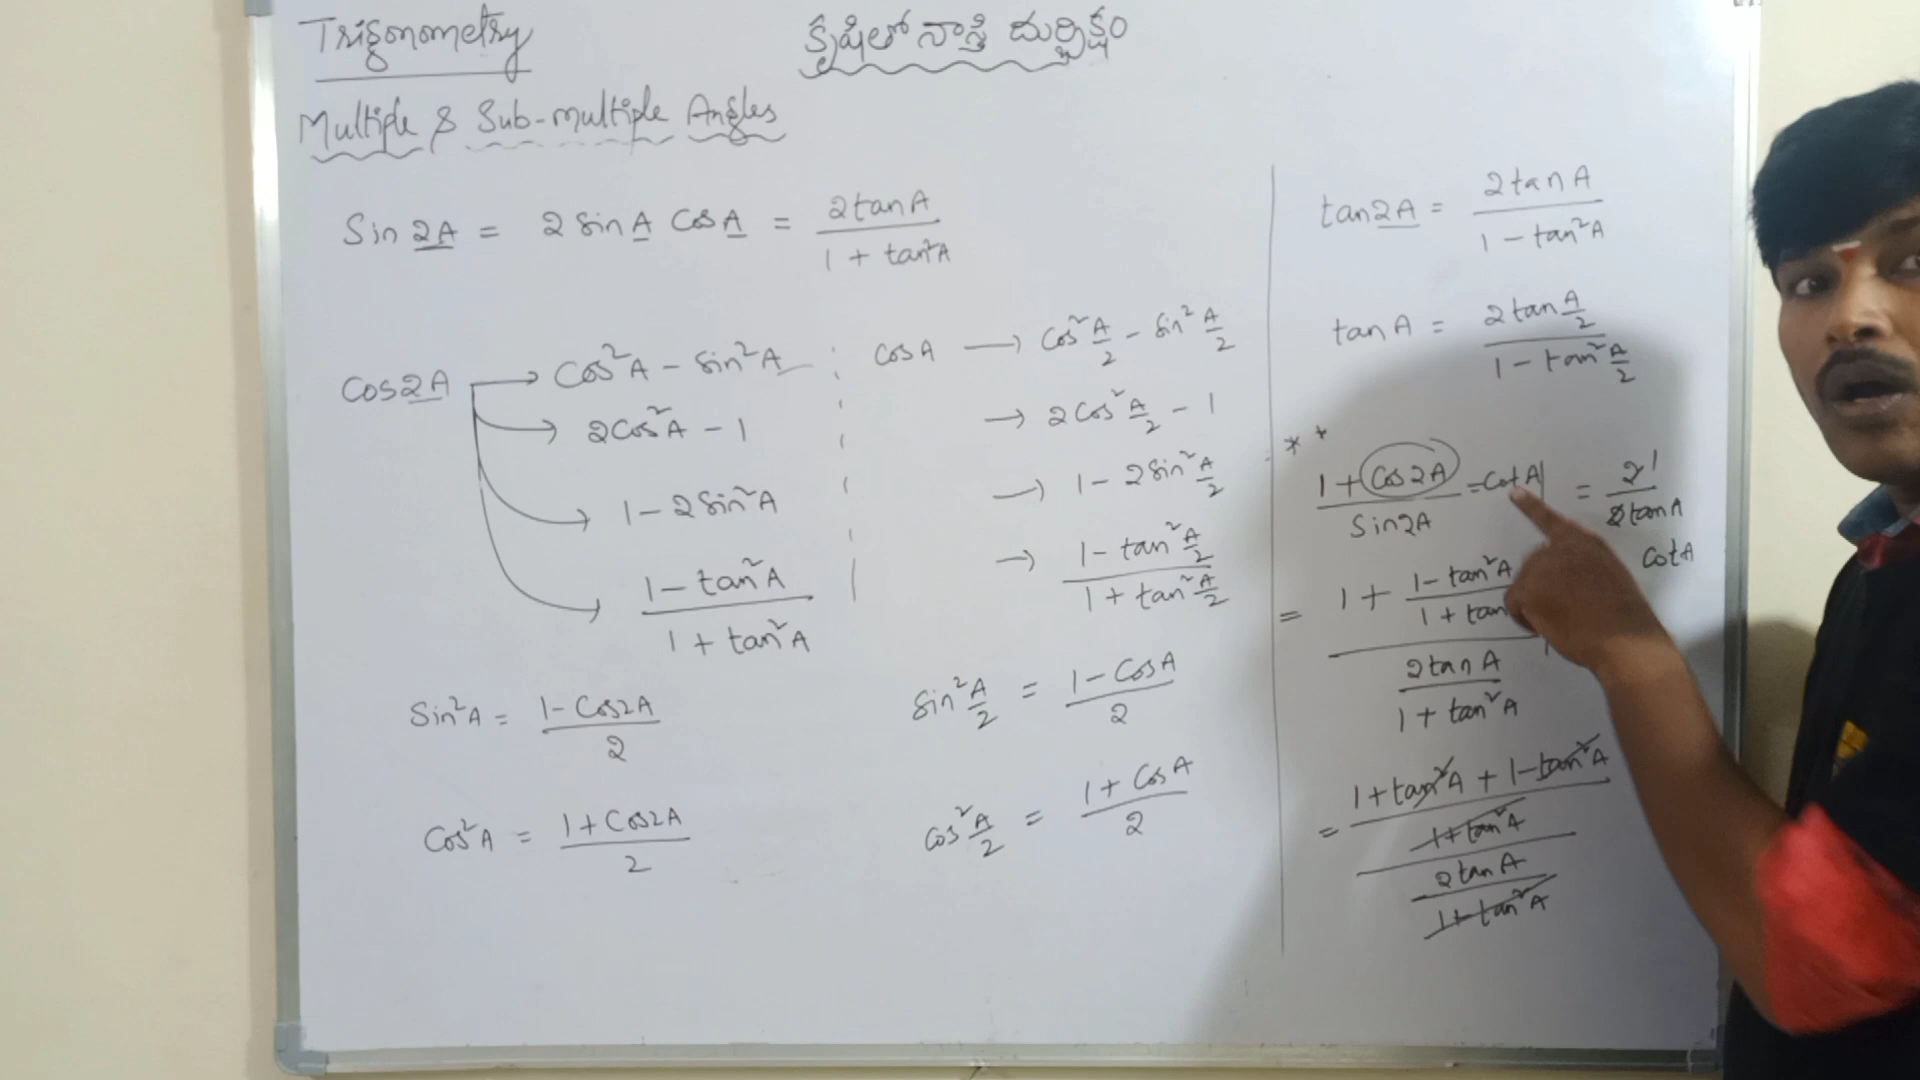 Trigonometry
కృషితో నాస్తి దుర్భిక్షం
Multiple & Sub-multiple Angles
Sin 2A = 2 sin A cos A = 2tanA / 1 + tan²A
Cos2A → Cos²A - sin²A
→ 2Cos²A - 1
→ 1 - 2Sin²A
→ 1 - tan²A / 1 + tan²A
Sin²A = 1 - Cos2A / 2
Cos²A = 1 + Cos2A / 2
CosA → Cos² A/2 - Sin² A/2
→ 2Cos² A/2 - 1
→ 1 - 2Sin² A/2
→ 1 - tan² A/2 / 1 + tan² A/2
Sin² A/2 = 1 - CosA / 2
Cos² A/2 = 1 + CosA / 2
tan2A = 2tanA / 1 - tan²A
tanA = 2tan A/2 / 1 - tan² A/2
* *
1 + Cos2A / Sin2A = CotA = 2 1 / 2tanA
CotA
= 1 + 1 - tan²A / 1 + tan
2tanA / 1 + tan²A
= 1 + tan²A + 1 - tan²A / 1 + tan²A
2tanA / 1 + tan²A